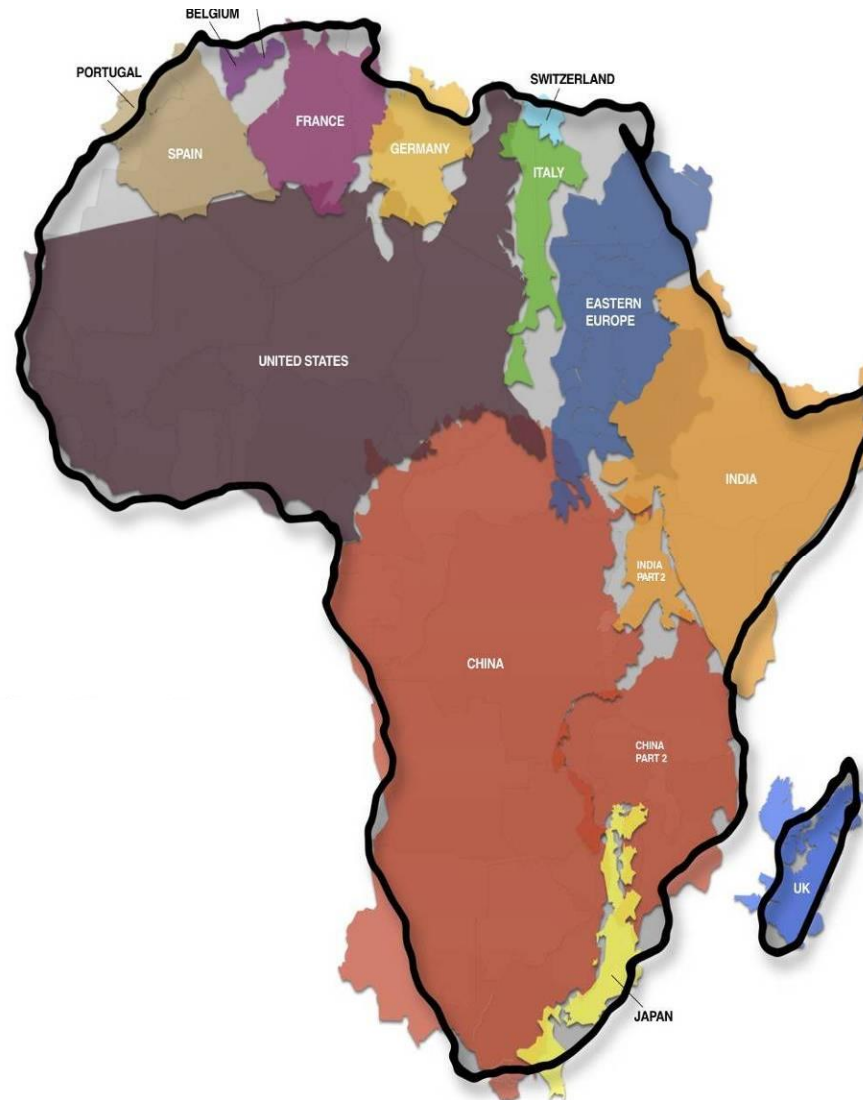 BELGIUM
PORTUGAL
SWITZERLAND
FRANCE
GERMANY
SPAIN
ITALY
EASTERN
EUROPE
UNITED STATES
INDIA
INDIA
PART 2
CHINA
CHINA
PART 2
UK
JAPAN